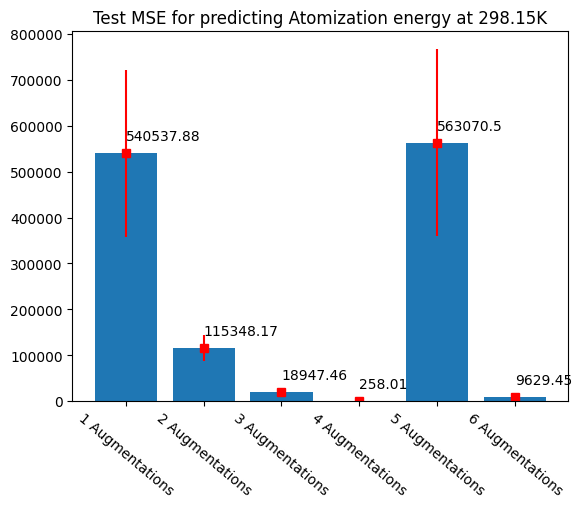 Test MSE for predicting Atomization energy at 298.15K
800000
700000
600000
500000
400000
300000
200000
100000
0
540537.88
115348.17
18947.46
258.01
563070.5
9629.45
1 Augmentations
2 Augmentations
3 Augmentations
4 Augmentations
5 Augmentations
6 Augmentations